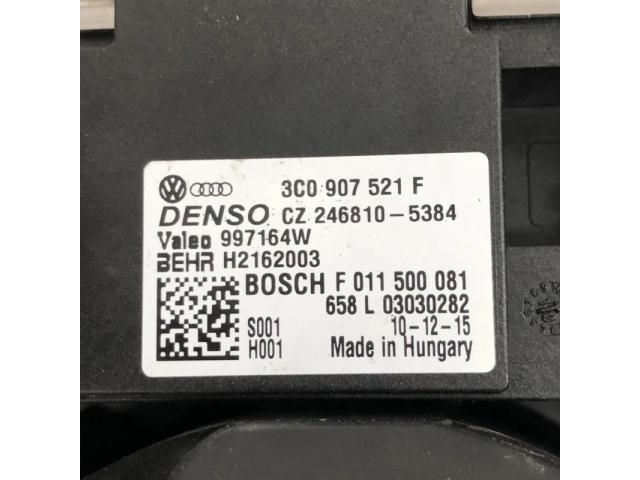 3C0 907 521 F
DENSO CZ 246810-5384
Valeo 997164W
BEHR H2162003
BOSCH F 011 500 081
658 L 03030282
S001 10-12-15
H001 Made in Hungary